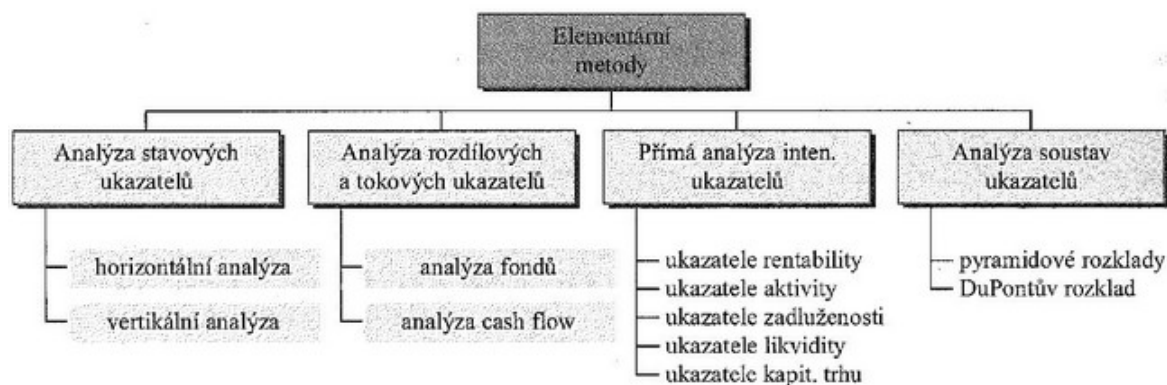 Elementární
metody
Analýza stavových
ukazatelů
Analýza rozdílových
a tokových ukazatelů
Přímá analýza inten.
ukazatelů
Analýza soustav
ukazatelů
horizontální analýza
vertikální analýza
analýza fondů
analýza cash flow
ukazatele rentability
ukazatele aktivity
ukazatele zadluženosti
ukazatele likvidity
ukazatele kapit. trhu
pyramidové rozklady
DuPontův rozklad